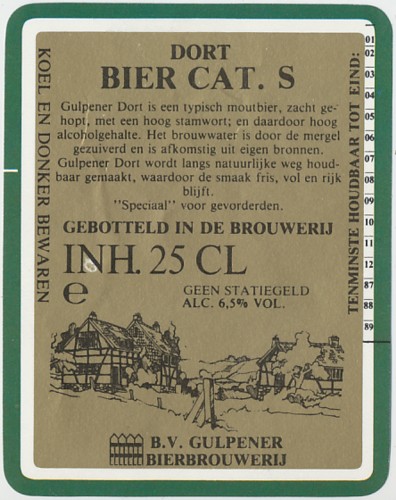 DORT
BIER CAT. S
Gulpener Dort is een typisch moutbier, zacht ge-
hopt, met een hoog stamwort; en daardoor hoog
alcoholgehalte. Het brouwwater is door de mergel
gezuiverd en is afkomstig uit eigen bronnen.
Gulpener Dort wordt langs natuurlijke weg houd-
baar gemaakt, waardoor de smaak fris, vol en rijk
blijft.
"Speciaal" voor gevorderden.
GEBOTTELD IN DE BROUWERIJ
INH. 25 CL
e
GEEN STATIEGELD
ALC. 6,5% VOL.
B.V. GULPENER
BIERBROUWERIJ
KOEL EN DONKER BEWAREN
TENMINSTE HOUDBAAR TOT EIND:
01
02
03
04
05
06
07
08
09
10
11
12
87
88
89